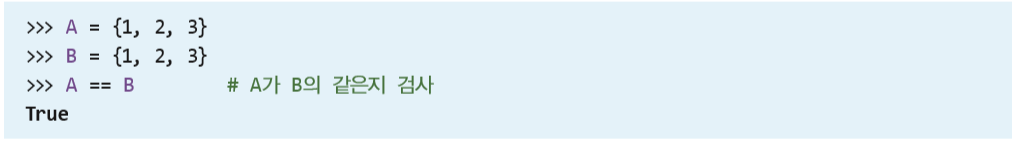 >>> A = {1, 2, 3}
>>> B = {1, 2, 3}
>>> A == B # A가 B의 같은지 검사
True